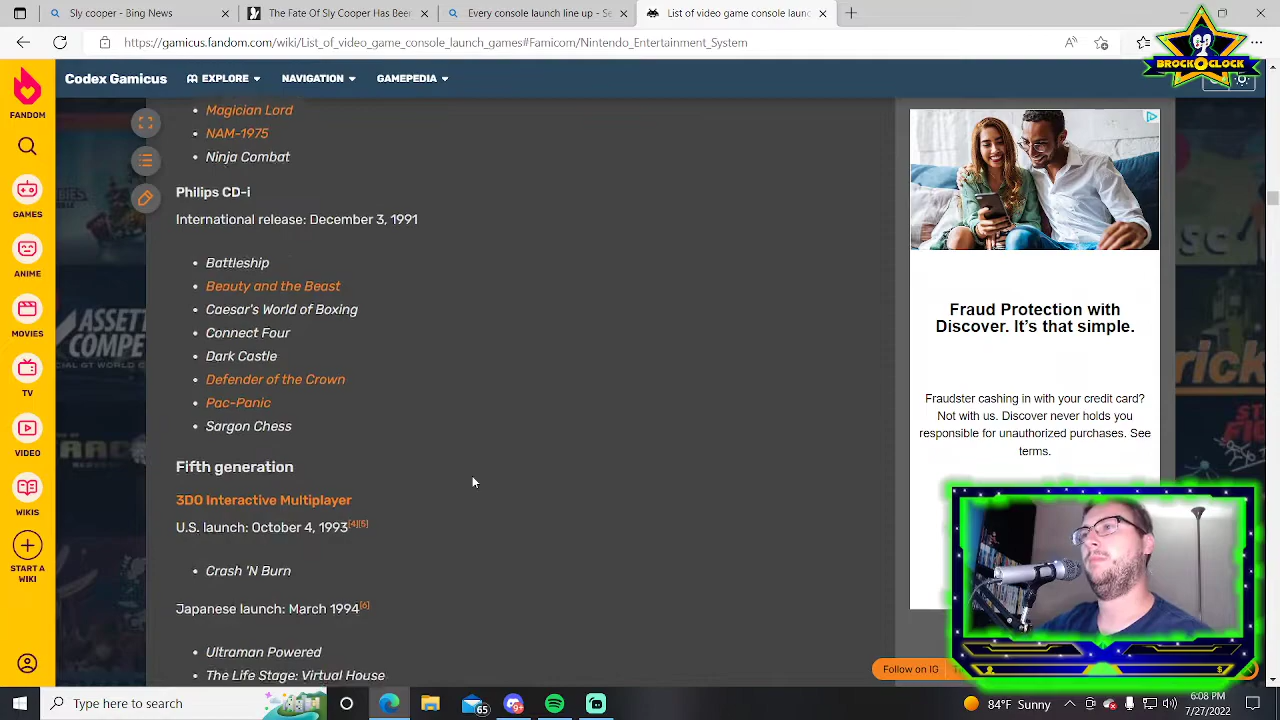 Sly Cooper - Search
The Fate Of Sly Cooper Has Been
Every console launch line up - Se
List of video game console launc
https://gamicus.fandom.com/wiki/List_of_video_game_console_launch_games#Famicom/Nintendo_Entertainment_System
BROCKOCLOCK
FANDOM
GAMES
ANIME
MOVIES
TV
VIDEO
WIKIS
START A
WIKI
Codex Gamicus
EXPLORE
NAVIGATION
GAMEPEDIA
Magician Lord
NAM-1975
Ninja Combat
Philips CD-i
International release: December 3, 1991
Battleship
Beauty and the Beast
Caesar's World of Boxing
Connect Four
Dark Castle
Defender of the Crown
Pac-Panic
Sargon Chess
Fifth generation
3DO Interactive Multiplayer
U.S. launch: October 4, 1993[4][5]
Crash 'N Burn
Japanese launch: March 1994[6]
Ultraman Powered
The Life Stage: Virtual House
ASSETT
COMPE
Fraud Protection with
Discover. It's that simple.
Fraudster cashing in with your credit card?
Not with us. Discover never holds you
responsible for unauthorized purchases. See
terms.
Follow on IG
Type here to search
65
84°F Sunny
6:08 PM
7/27/2022